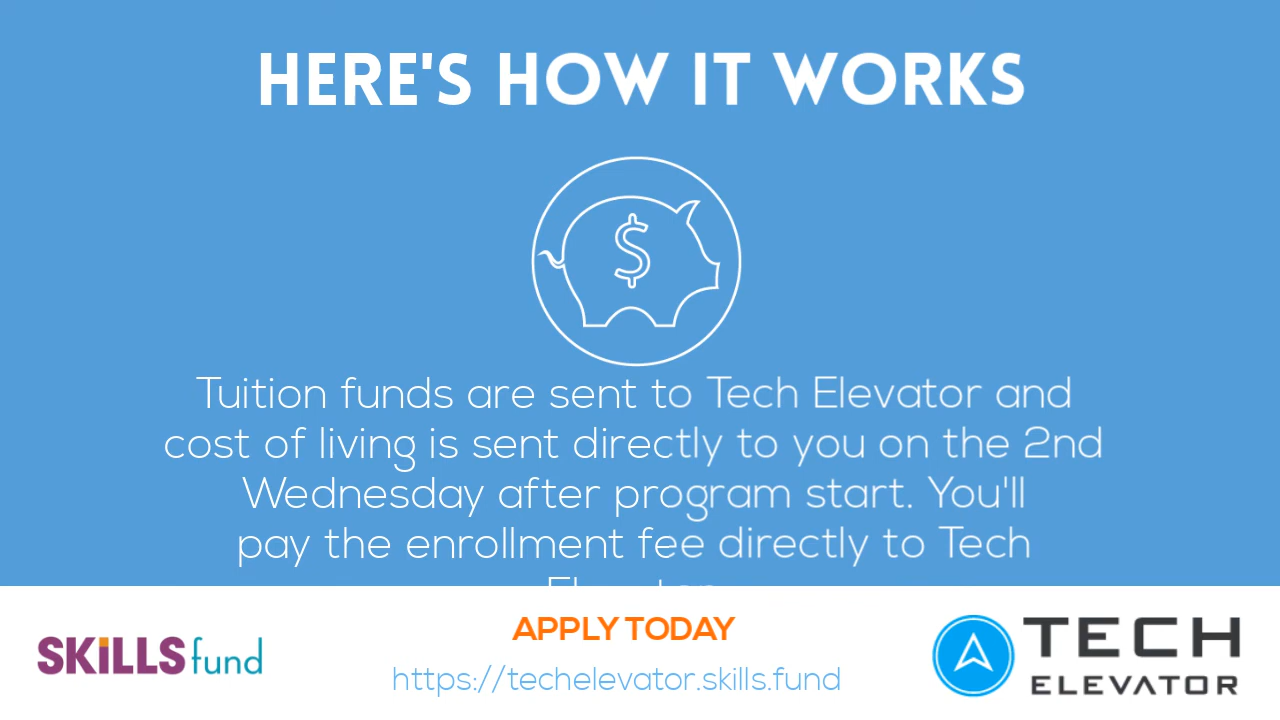 HERE'S HOW IT WORKS
$
Tuition funds are sent to Tech Elevator and
cost of living is sent directly to you on the 2nd
Wednesday after program start. You'll
pay the enrollment fee directly to Tech
APPLY TODAY
https://techelevator.skills.fund
SKILLS fund
TECH
ELEVATOR